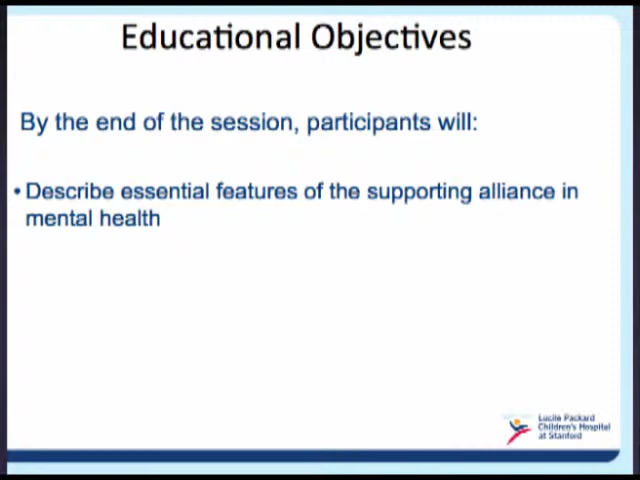 Educational Objectives
By the end of the session, participants will:
• Describe essential features of the supporting alliance in
mental health
Lucile Packard
Children's Hospital
at Stanford